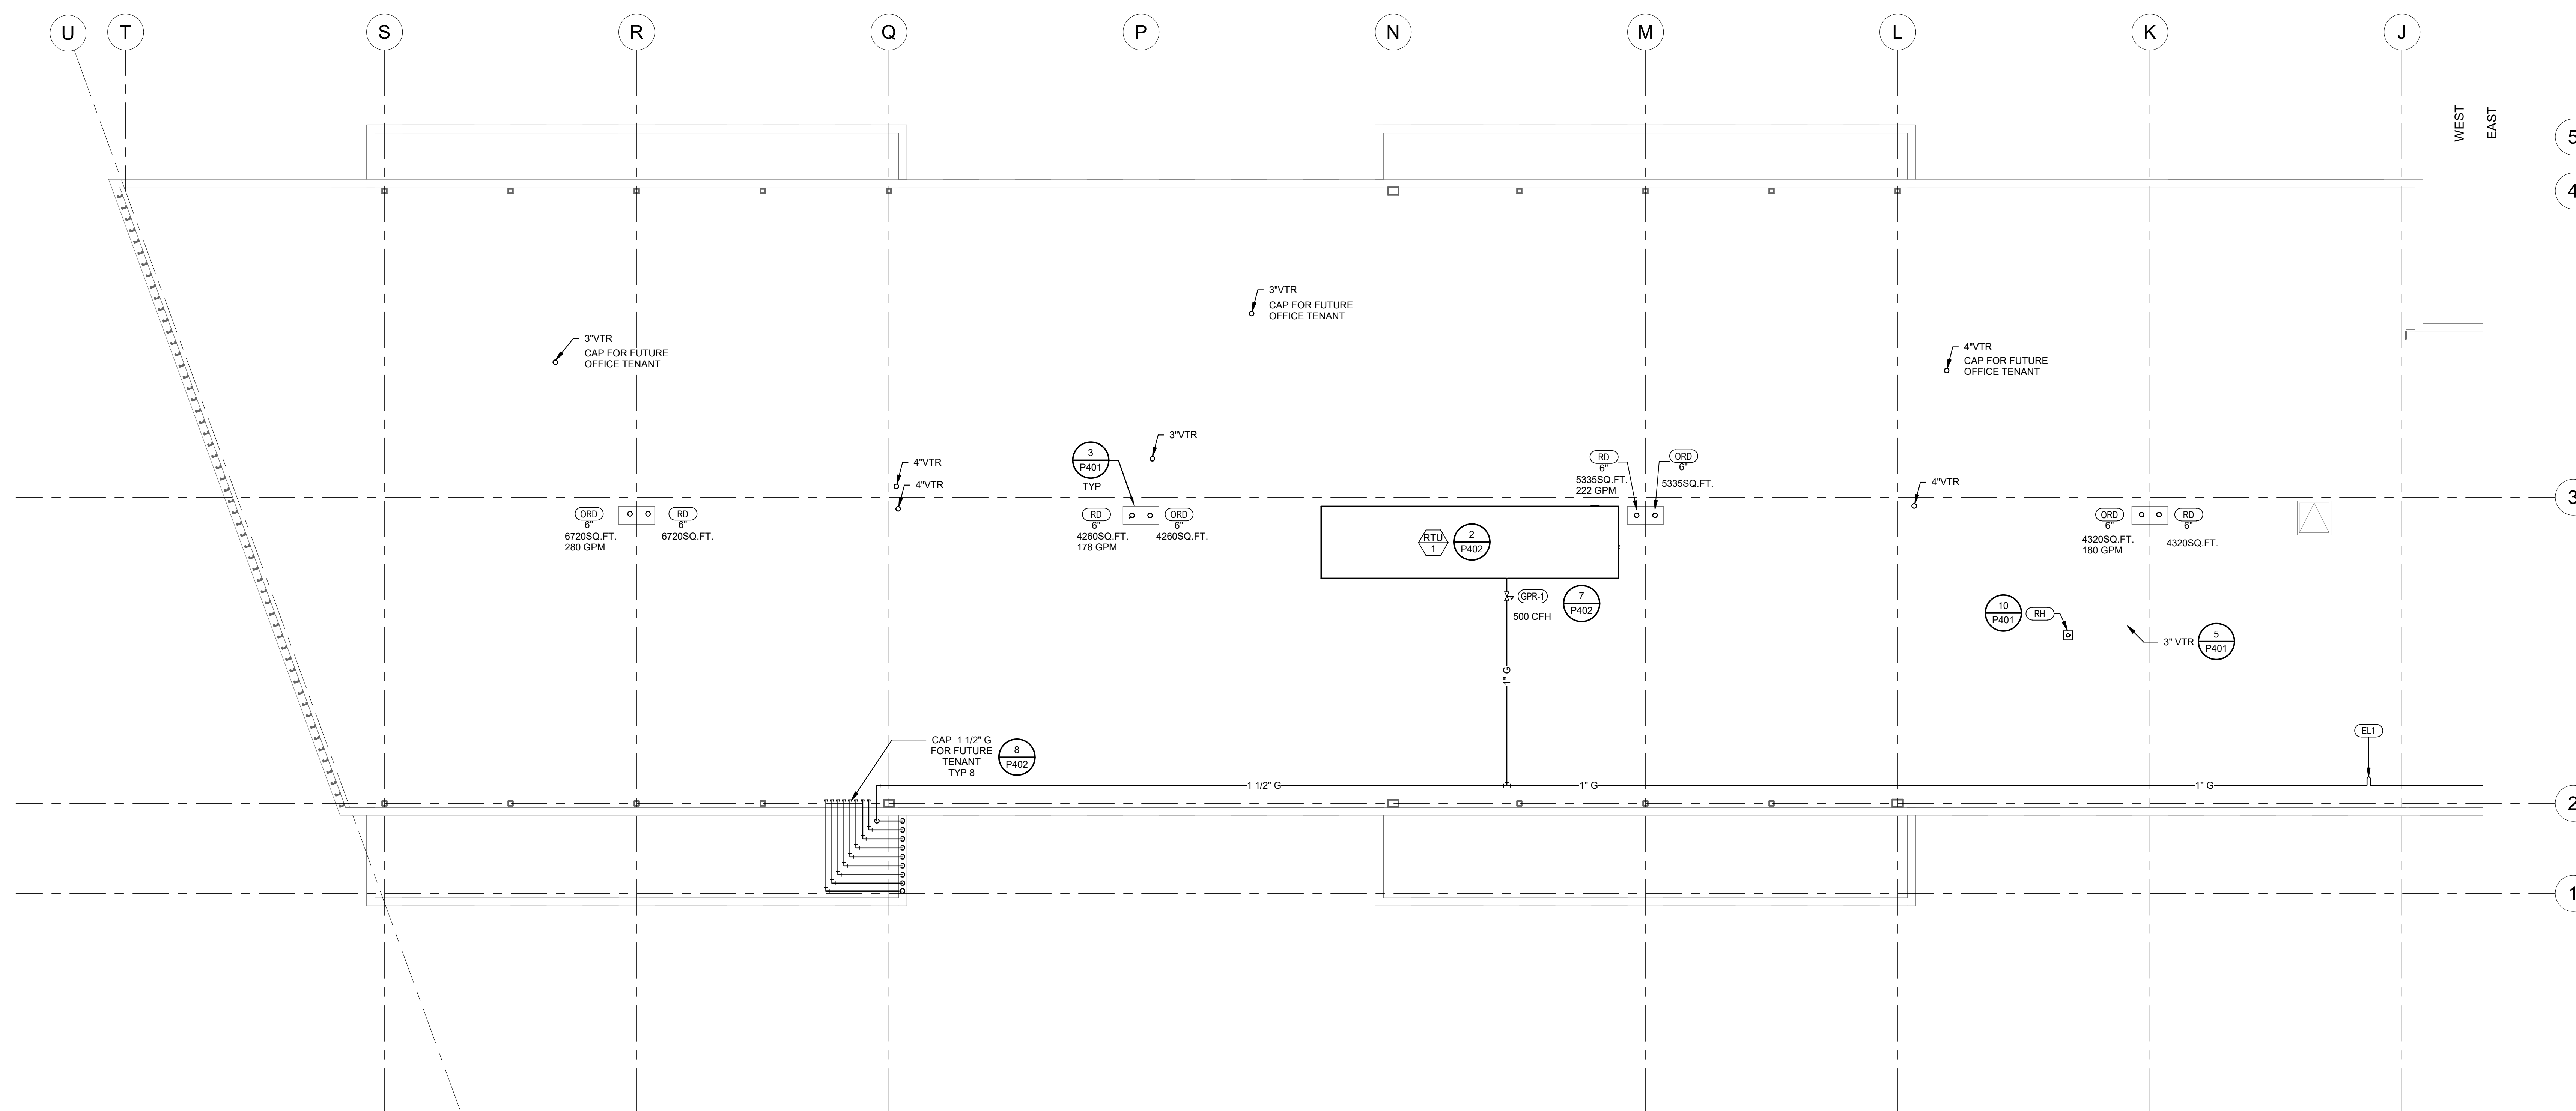 U
T
S
R
Q
P
N
M
L
K
J
WEST
EAST
5
4
3"VTR
CAP FOR FUTURE
OFFICE TENANT
3"VTR
CAP FOR FUTURE
OFFICE TENANT
4"VTR
CAP FOR FUTURE
OFFICE TENANT
4"VTR
4"VTR
3
P401
TYP
3"VTR
RD
6"
5335SQ.FT.
222 GPM
ORD
6"
5335SQ.FT.
4"VTR
3
ORD
6"
6720SQ.FT.
280 GPM
RD
6"
6720SQ.FT.
RD
6"
4260SQ.FT.
178 GPM
ORD
6"
4260SQ.FT.
RTU
1
2
P402
ORD
6"
4320SQ.FT.
180 GPM
RD
6"
4320SQ.FT.
GPR-1
500 CFH
7
P402
10
P401
RH
3" VTR
5
P401
1" G
CAP 1 1/2" G
FOR FUTURE
TENANT
TYP 8
8
P402
EL1
1 1/2" G
1" G
1" G
2
1